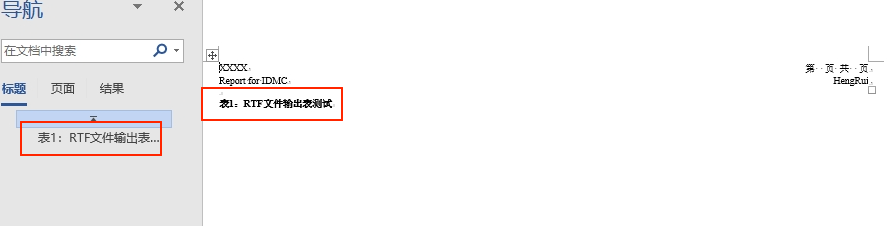 导航
在文档中搜索
标题 页面 结果
表1：RTF文件输出表...
XXXX 第 页 共 页
Report for IDMC HengRui
表1：RTF文件输出表测试